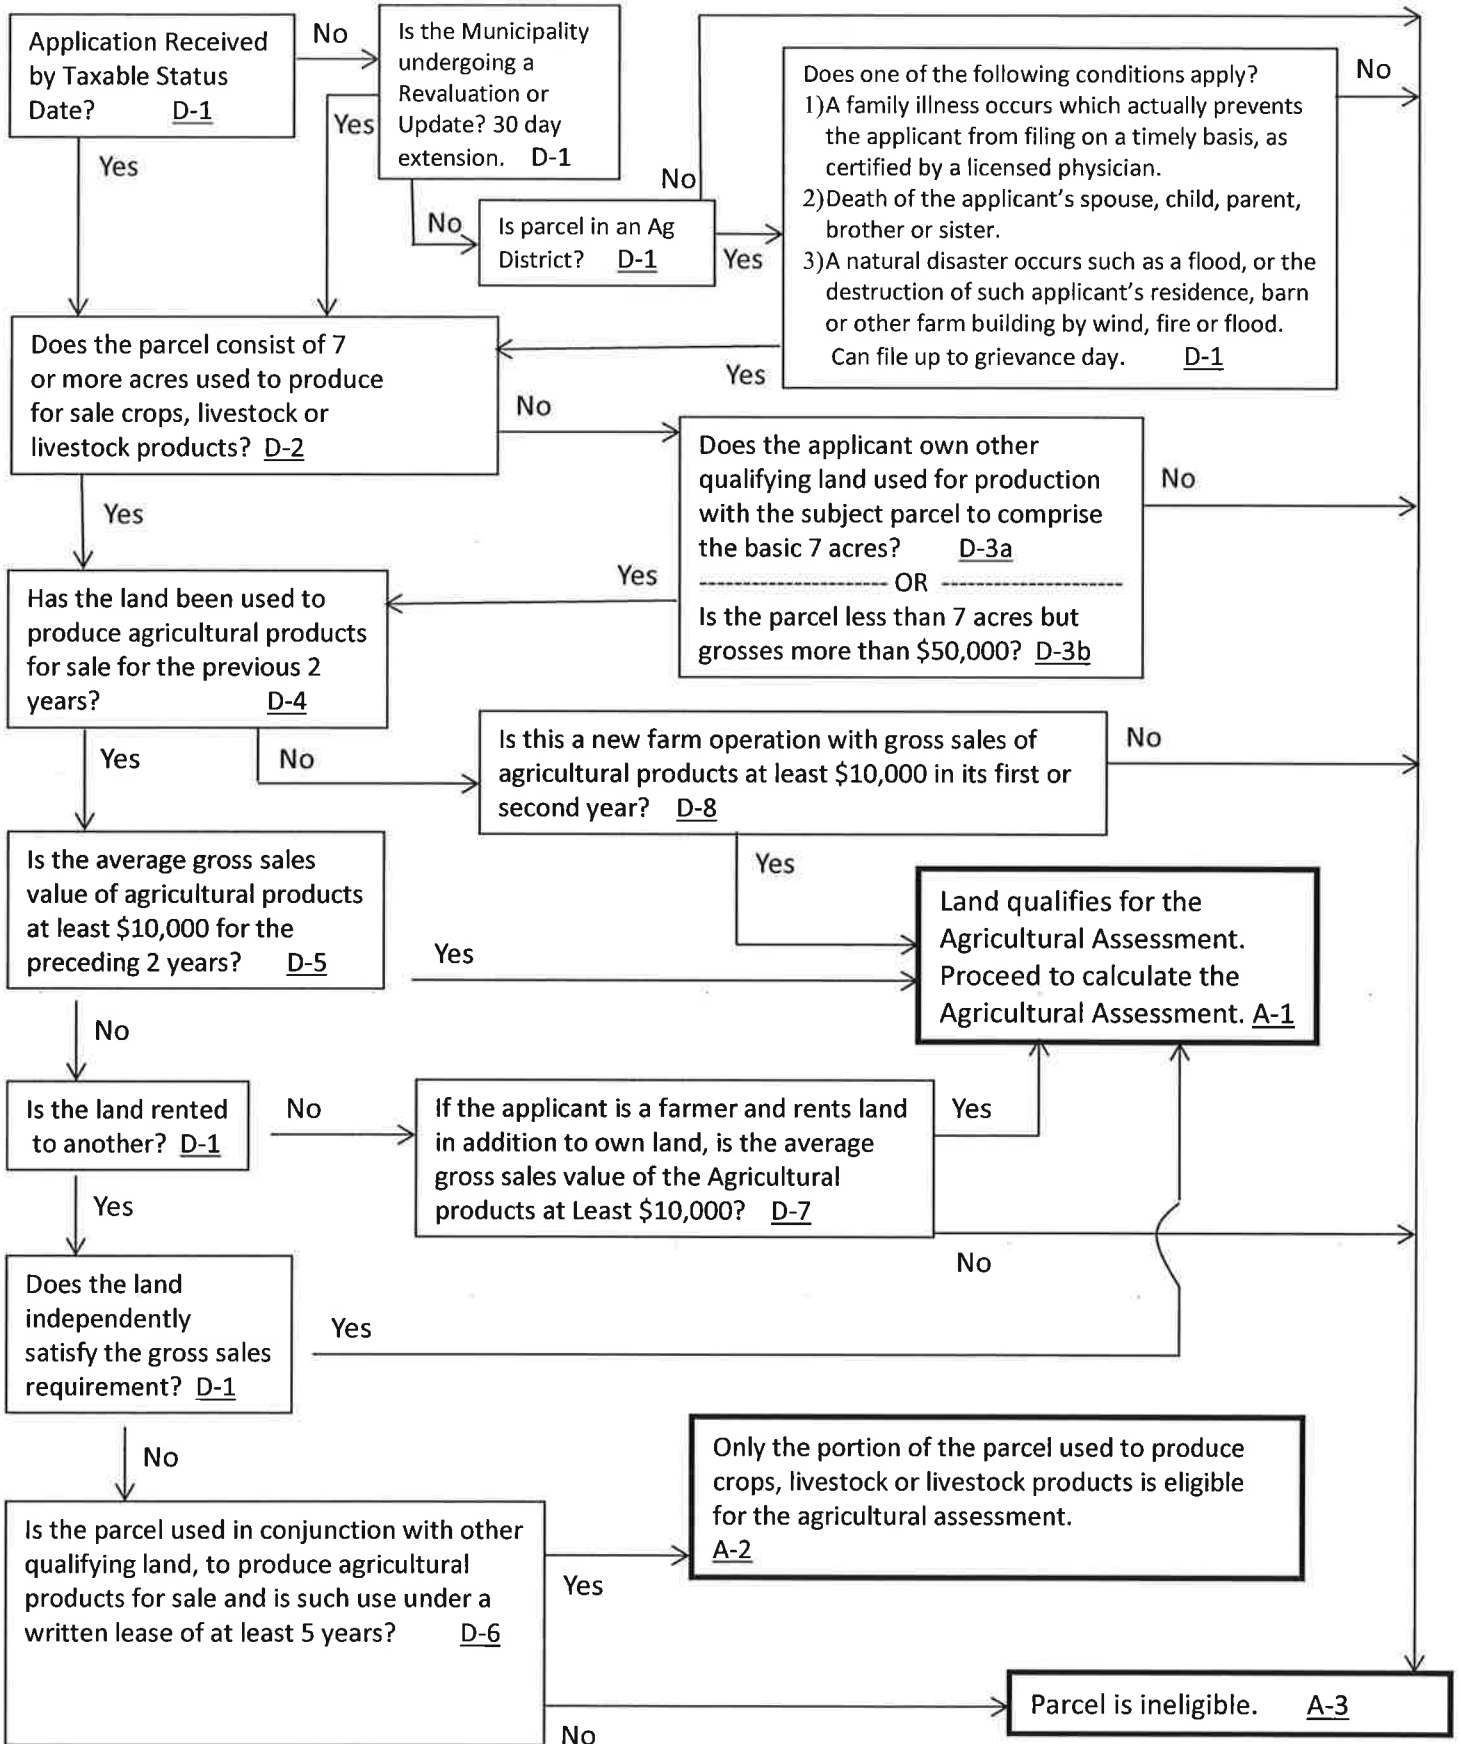 Application Received
by Taxable Status
Date? D-1
No
Is the Municipality
undergoing a
Revaluation or
Update? 30 day
extension. D-1
Yes
Yes
No
No
Is parcel in an Ag
District? D-1
Yes
Does one of the following conditions apply?
1)A family illness occurs which actually prevents
the applicant from filing on a timely basis, as
certified by a licensed physician.
2)Death of the applicant's spouse, child, parent,
brother or sister.
3)A natural disaster occurs such as a flood, or the
destruction of such applicant's residence, barn
or other farm building by wind, fire or flood.
Can file up to grievance day. D-1
No
Yes
Does the parcel consist of 7
or more acres used to produce
for sale crops, livestock or
livestock products? D-2
No
Yes
Does the applicant own other
qualifying land used for production
with the subject parcel to comprise
the basic 7 acres? D-3a
---------------------- OR ---------------------
Is the parcel less than 7 acres but
grosses more than $50,000? D-3b
No
Yes
Has the land been used to
produce agricultural products
for sale for the previous 2
years? D-4
Yes
No
Is this a new farm operation with gross sales of
agricultural products at least $10,000 in its first or
second year? D-8
No
Yes
Is the average gross sales
value of agricultural products
at least $10,000 for the
preceding 2 years? D-5
Yes
Land qualifies for the
Agricultural Assessment.
Proceed to calculate the
Agricultural Assessment. A-1
No
Is the land rented
to another? D-1
No
If the applicant is a farmer and rents land
in addition to own land, is the average
gross sales value of the Agricultural
products at Least $10,000? D-7
Yes
No
Yes
Does the land
independently
satisfy the gross sales
requirement? D-1
Yes
No
Only the portion of the parcel used to produce
crops, livestock or livestock products is eligible
for the agricultural assessment.
A-2
Is the parcel used in conjunction with other
qualifying land, to produce agricultural
products for sale and is such use under a
written lease of at least 5 years? D-6
Yes
No
Parcel is ineligible. A-3